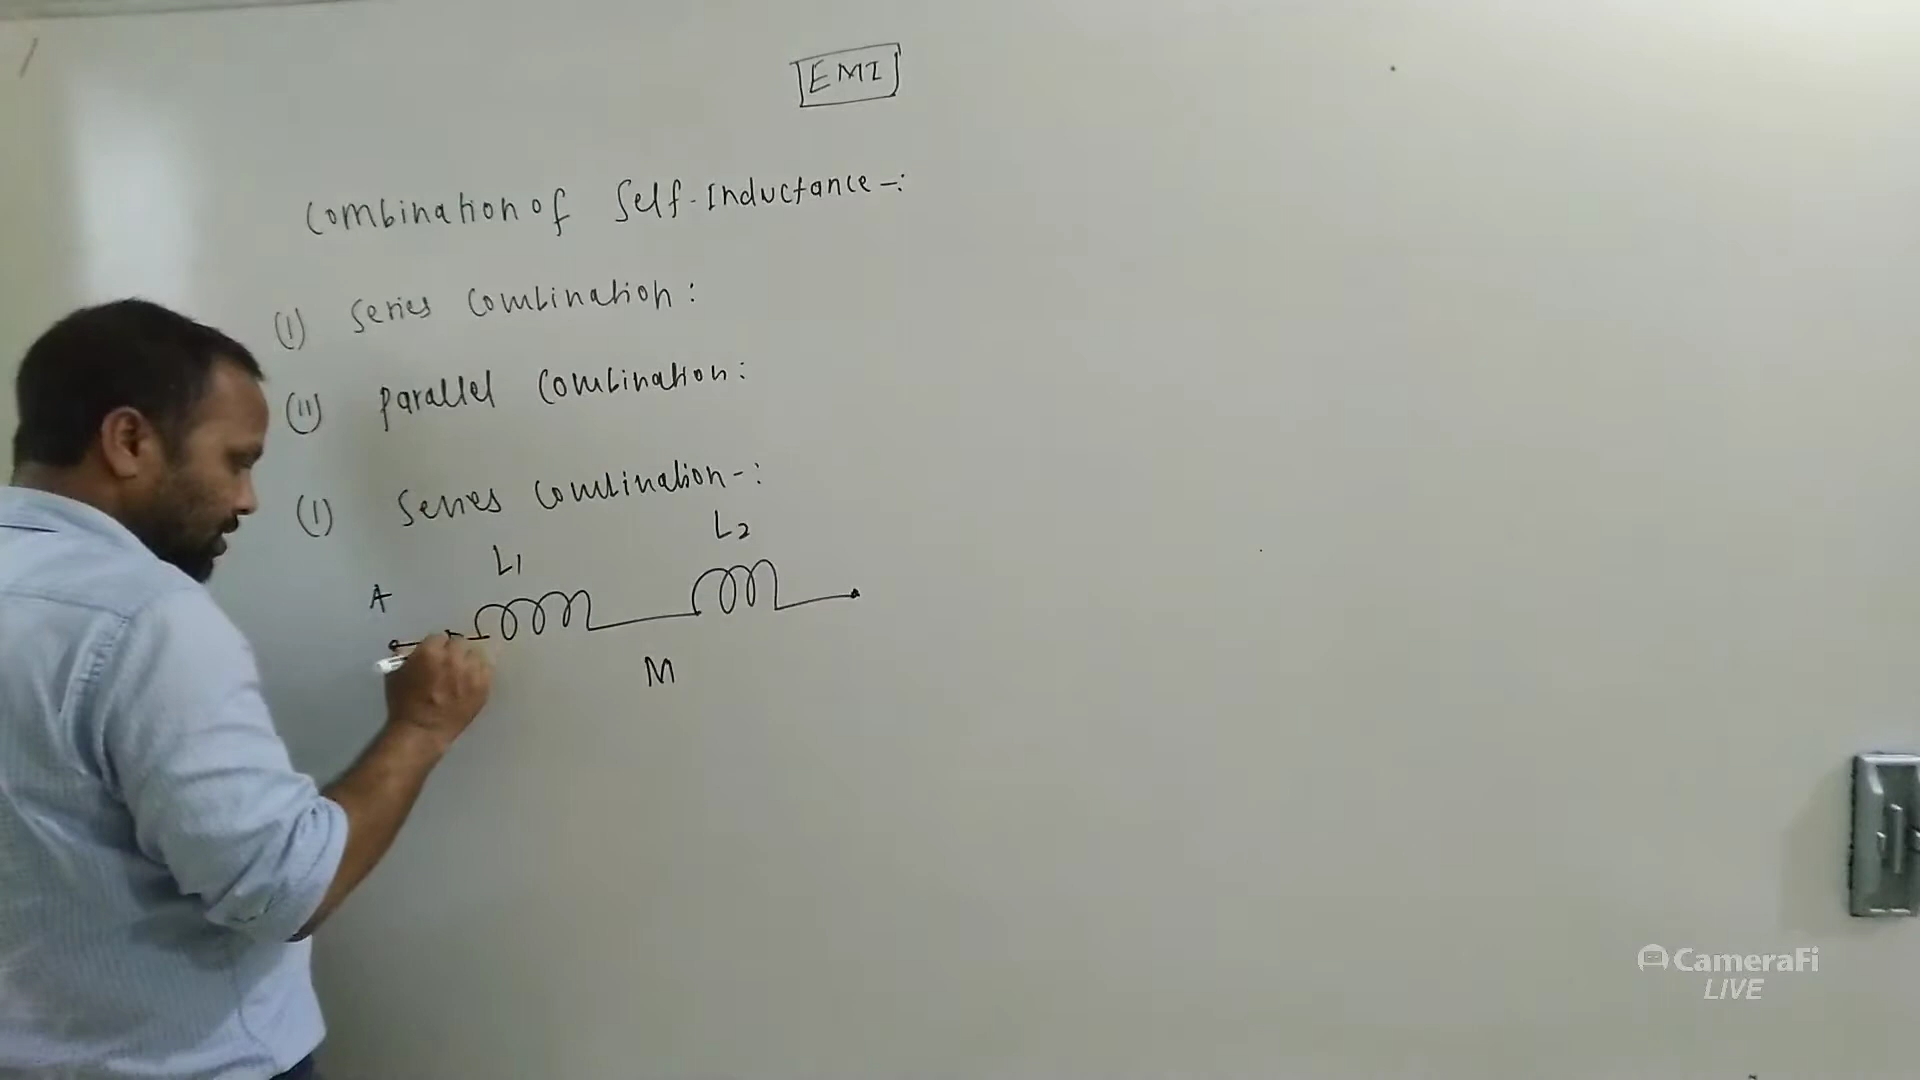 EMI
Combination of Self-Inductance-:
(I) Series Combination:
(II) Parallel Combination:
(I) Series Combination-:
L1 L2
A
M
CameraFi
LIVE